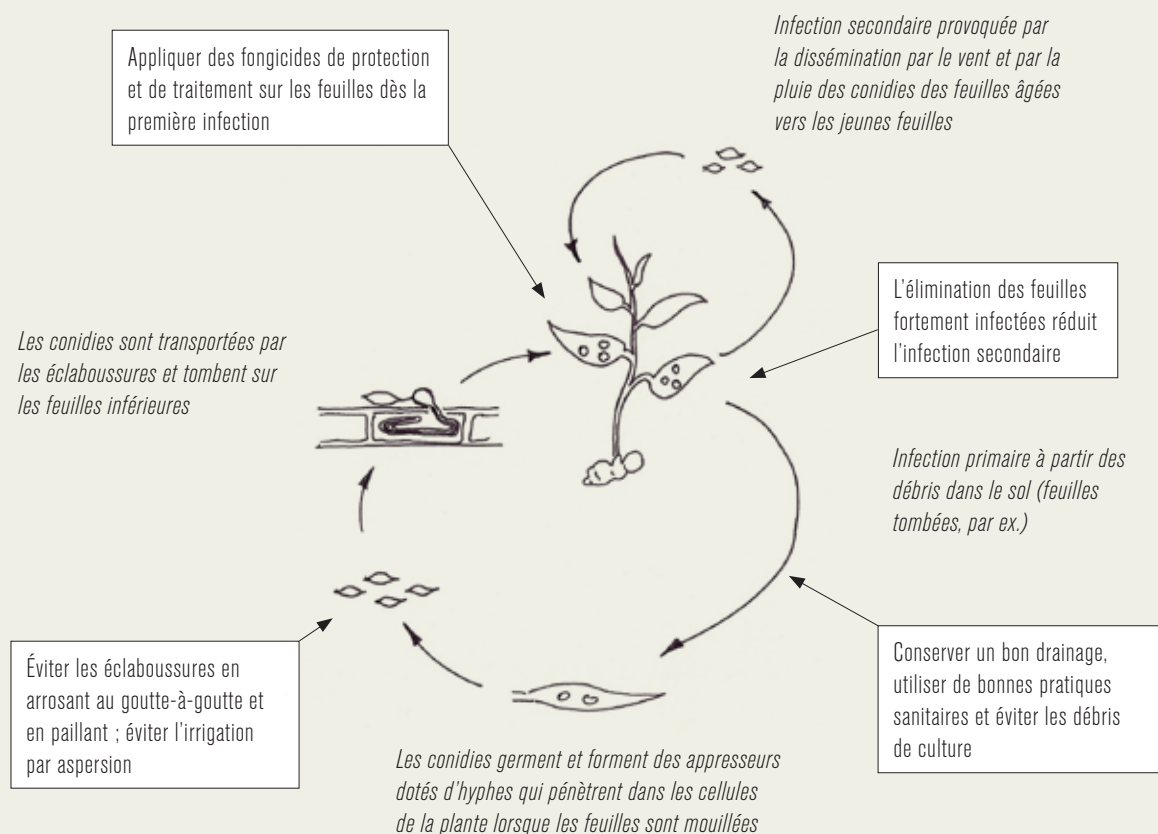 Appliquer des fongicides de protection
et de traitement sur les feuilles dès la
première infection
Infection secondaire provoquée par
la dissémination par le vent et par la
pluie des conidies des feuilles âgées
vers les jeunes feuilles
L'élimination des feuilles
fortement infectées réduit
l'infection secondaire
Les conidies sont transportées par
les éclaboussures et tombent sur
les feuilles inférieures
Infection primaire à partir des
débris dans le sol (feuilles
tombées, par ex.)
Éviter les éclaboussures en
arrosant au goutte-à-goutte et
en paillant ; éviter l'irrigation
par aspersion
Conserver un bon drainage,
utiliser de bonnes pratiques
sanitaires et éviter les débris
de culture
Les conidies germent et forment des appresseurs
dotés d'hyphes qui pénètrent dans les cellules
de la plante lorsque les feuilles sont mouillées